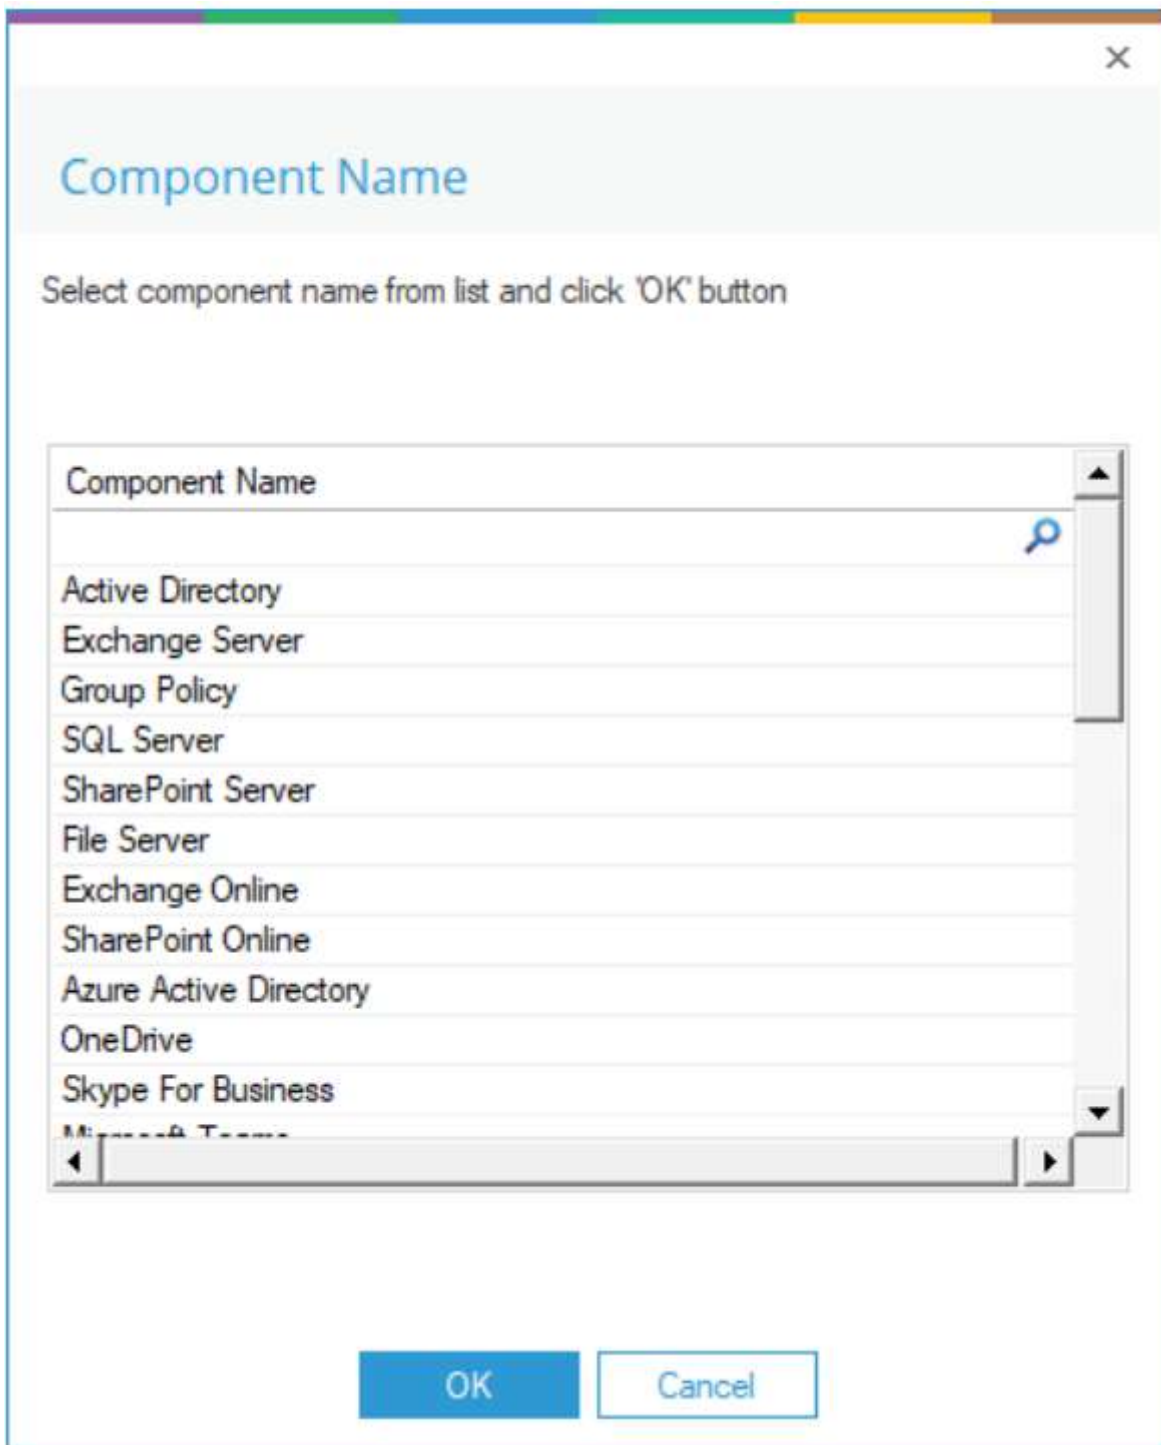 Component Name
Select component name from list and click 'OK' button
Component Name
Active Directory
Exchange Server
Group Policy
SQL Server
SharePoint Server
File Server
Exchange Online
SharePoint Online
Azure Active Directory
OneDrive
Skype For Business
Microsoft Teams
OK
Cancel